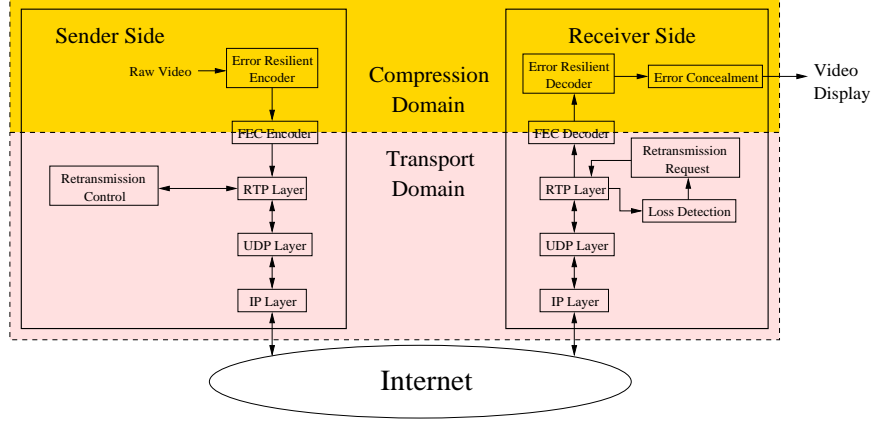 Sender Side
Raw Video
Error Resilient
Encoder
FEC Encoder
Retransmission
Control
RTP Layer
UDP Layer
IP Layer
Compression
Domain
Transport
Domain
Receiver Side
Error Resilient
Decoder
Error Concealment
Video
Display
FEC Decoder
Retransmission
Request
RTP Layer
Loss Detection
UDP Layer
IP Layer
Internet